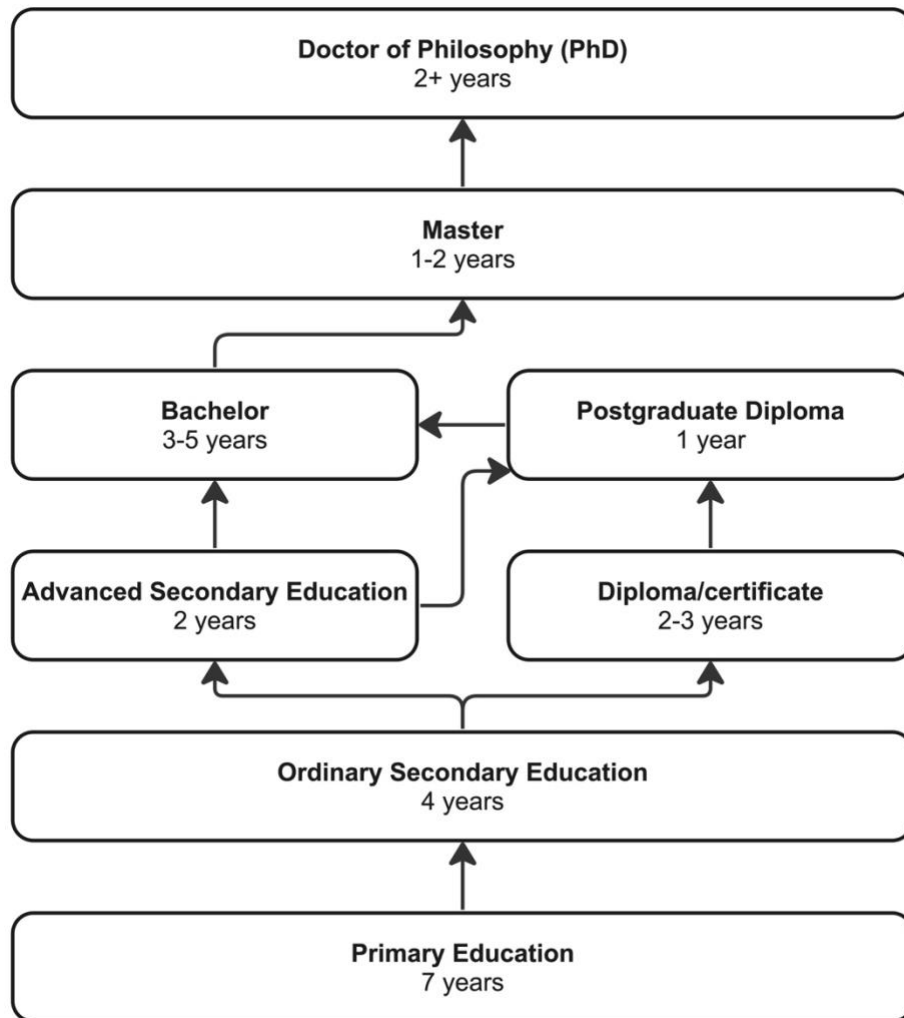 Doctor of Philosophy (PhD)
2+ years
Master
1-2 years
Bachelor
3-5 years
Postgraduate Diploma
1 year
Advanced Secondary Education
2 years
Diploma/certificate
2-3 years
Ordinary Secondary Education
4 years
Primary Education
7 years